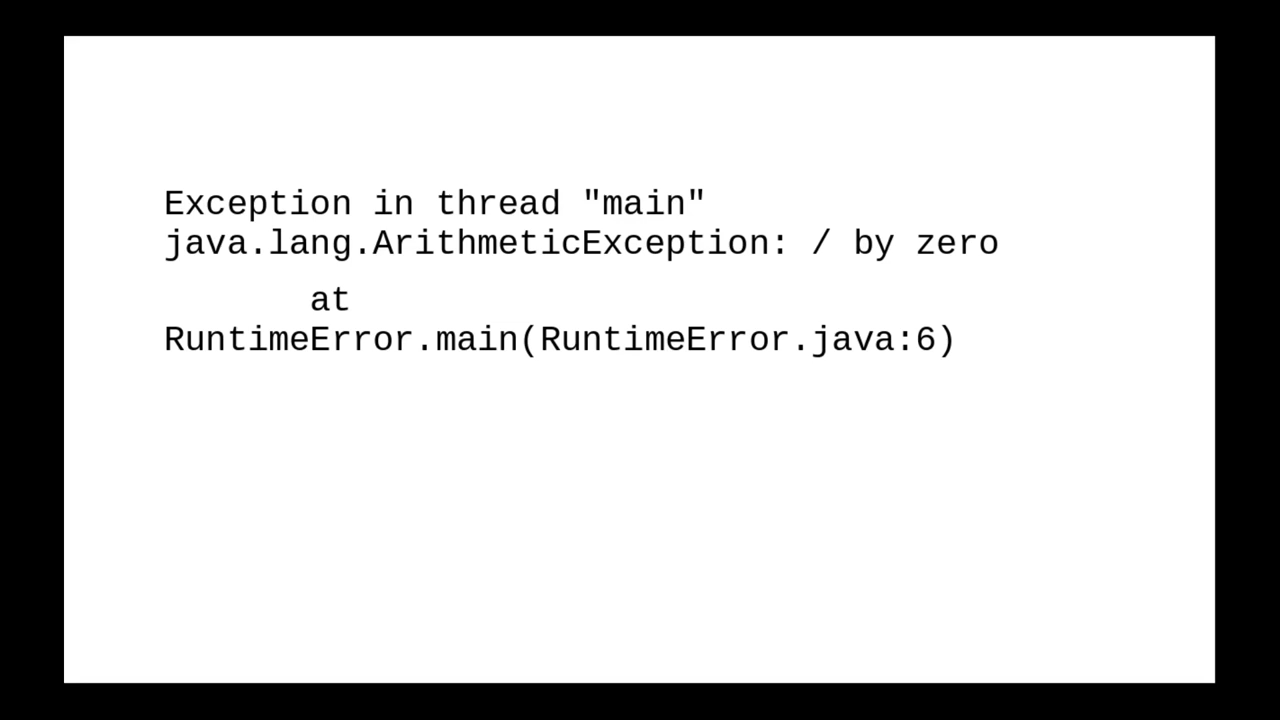 Exception in thread "main"
java.lang.ArithmeticException: / by zero
at
RuntimeError.main(RuntimeError.java:6)